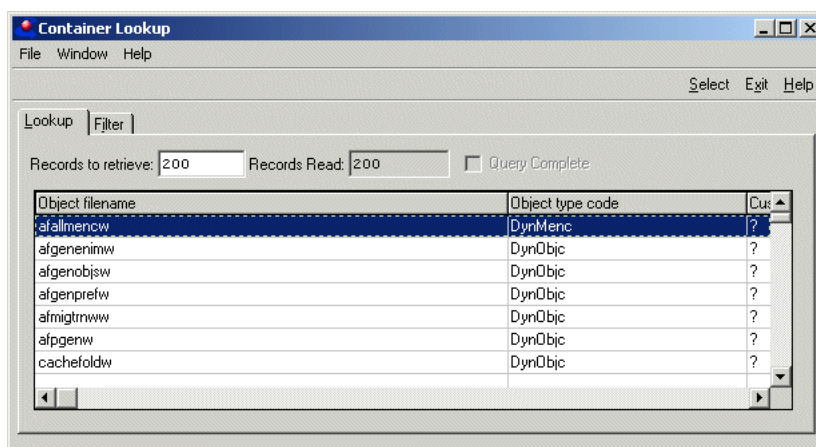 Container Lookup
File Window Help
Select Exit Help
Lookup Filter
Records to retrieve: 200 Records Read: 200 Query Complete
Object filename Object type code Cus
afallmencw DynMenc ?
afgenenimw DynObjc ?
afgenobjsw DynObjc ?
afgenprefw DynObjc ?
afmigtrnww DynObjc ?
afpgenw DynObjc ?
cachefoldw DynObjc ?